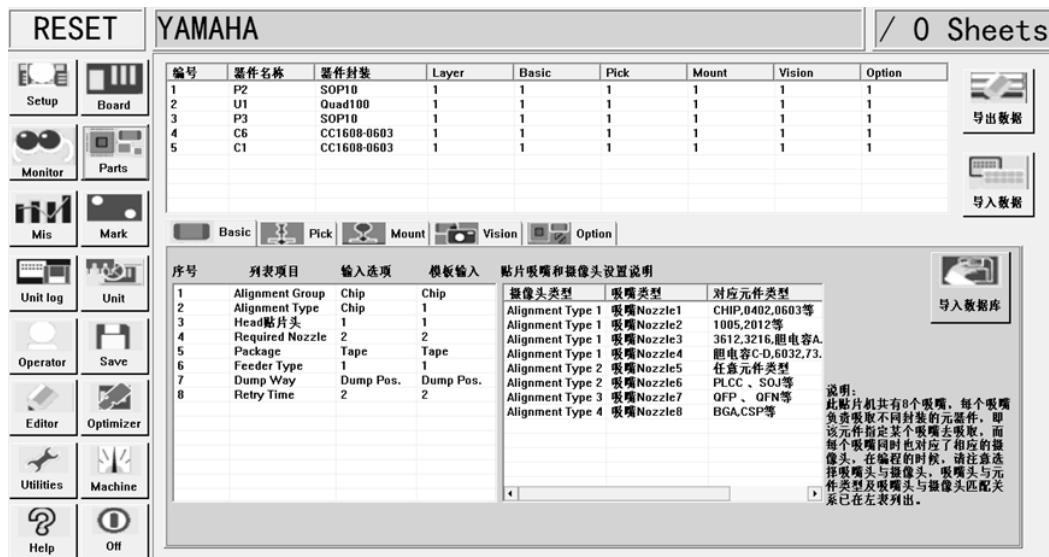 RESET
YAMAHA
/ 0 Sheets
Setup
Board
Monitor
Parts
Mis
Mark
Unit log
Unit
Operator
Save
Editor
Optimizer
Utilities
Machine
Help
Off
编号 器件名称 器件封装 Layer Basic Pick Mount Vision Option
1 P2 SOP10 1 1 1 1 1 1
2 U1 Quad100 1 1 1 1 1 1
3 P3 SOP10 1 1 1 1 1 1
4 C6 CC1608-0603 1 1 1 1 1 1
5 C1 CC1608-0603 1 1 1 1 1 1
导出数据
导入数据
Basic Pick Mount Vision Option
序号 列表项目 输入选项 模板输入
1 Alignment Group Chip Chip
2 Alignment Type Chip 1
3 Head贴片头 1 1
4 Required Nozzle 2 2
5 Package Tape Tape
6 Feeder Type 1 1
7 Dump Way Dump Pos. Dump Pos.
8 Retry Time 2 2
贴片吸嘴和摄像头设置说明
摄像头类型 吸嘴类型 对应元件类型
Alignment Type 1 吸嘴Nozzle1 CHIP,0402,0603等
Alignment Type 1 吸嘴Nozzle2 1005,2012等
Alignment Type 1 吸嘴Nozzle3 3612,3216,胆电容A.
Alignment Type 1 吸嘴Nozzle4 胆电容C-D,6032,73.
Alignment Type 2 吸嘴Nozzle5 任意元件类型
Alignment Type 2 吸嘴Nozzle6 PLCC 、SOJ等
Alignment Type 3 吸嘴Nozzle7 QFP 、 QFN等
Alignment Type 4 吸嘴Nozzle8 BGA,CSP等
导入数据库
说明:
此贴片机共有8个吸嘴, 每个吸嘴
负责吸取不同封装的元器件, 即
该元件指定某个吸嘴去吸取, 而
每个吸嘴同时也对应了相应的摄
像头, 在编程的时候, 请注意选
择吸嘴头与摄像头, 吸嘴头与元
件类型及吸嘴头与摄像头匹配关
系已在左表列出.